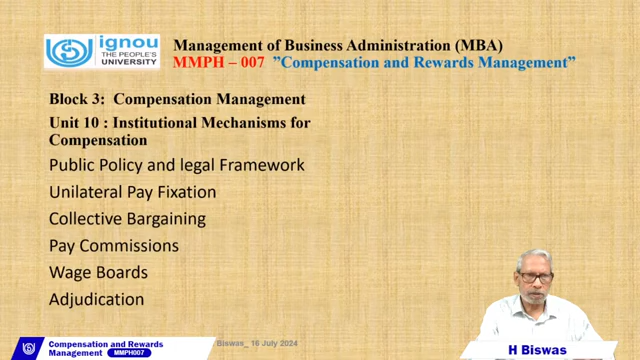 ignou
THE PEOPLE'S
UNIVERSITY
Management of Business Administration (MBA)
MMPH – 007 ”Compensation and Rewards Management”
Block 3: Compensation Management
Unit 10 : Institutional Mechanisms for
Compensation
Public Policy and legal Framework
Unilateral Pay Fixation
Collective Bargaining
Pay Commissions
Wage Boards
Adjudication
Compensation and Rewards
Management MMPH007
Biswas_ 16 July 2024
H Biswas